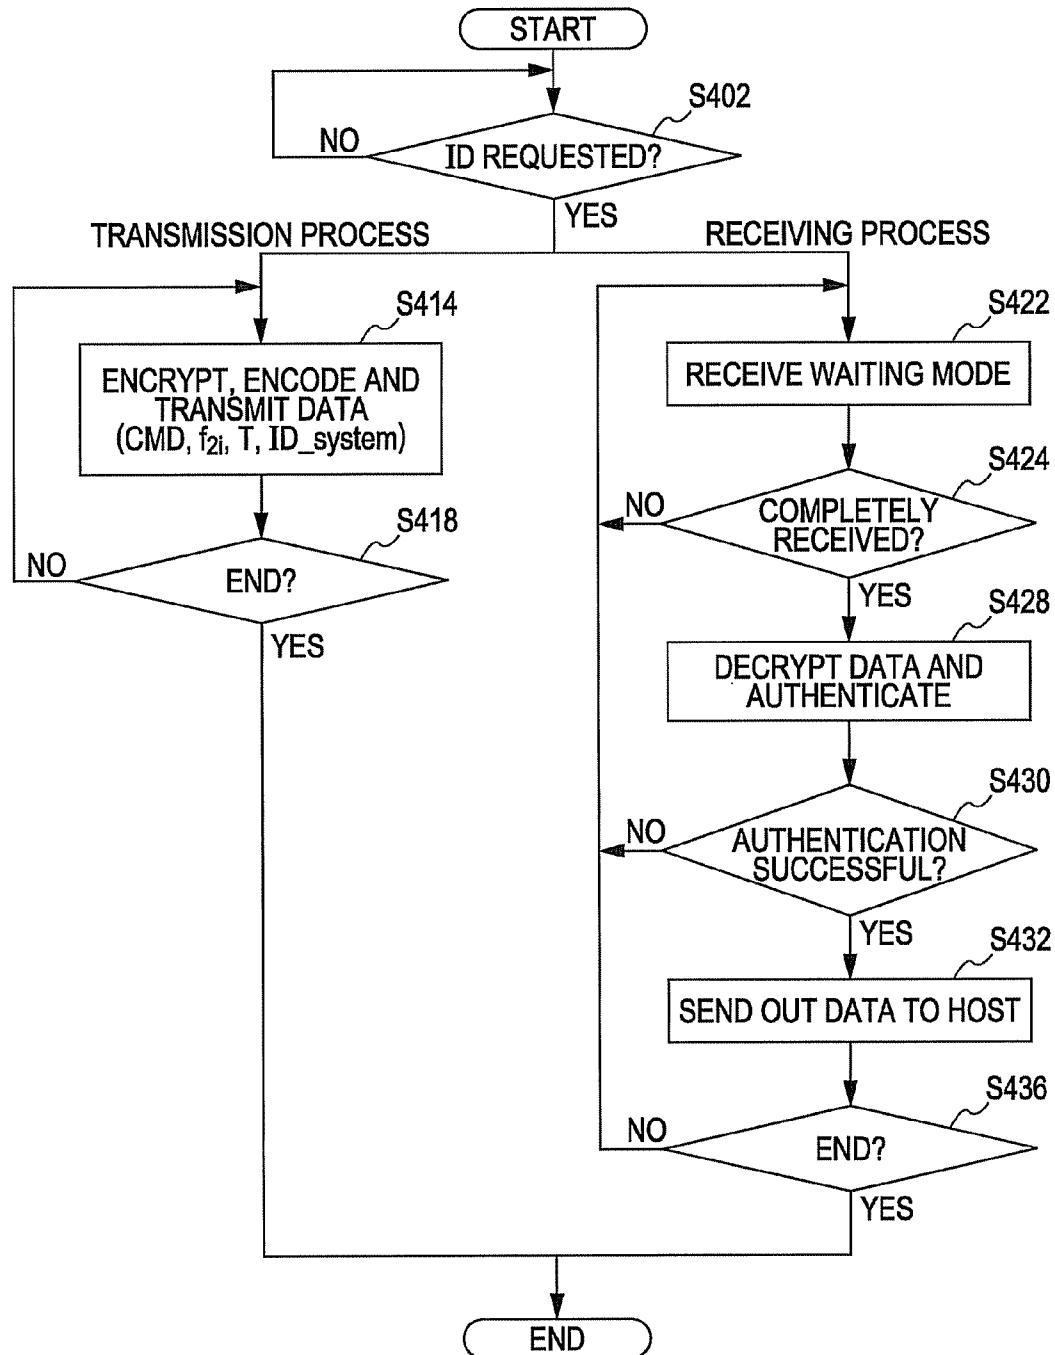 START
S402
NO
ID REQUESTED?
YES
TRANSMISSION PROCESS
RECEIVING PROCESS
S414
ENCRYPT, ENCODE AND
TRANSMIT DATA
(CMD, f2i, T, ID_system)
S418
NO
END?
YES
S422
RECEIVE WAITING MODE
S424
NO
COMPLETELY
RECEIVED?
YES
S428
DECRYPT DATA AND
AUTHENTICATE
S430
NO
AUTHENTICATION
SUCCESSFUL?
YES
S432
SEND OUT DATA TO HOST
S436
NO
END?
YES
END